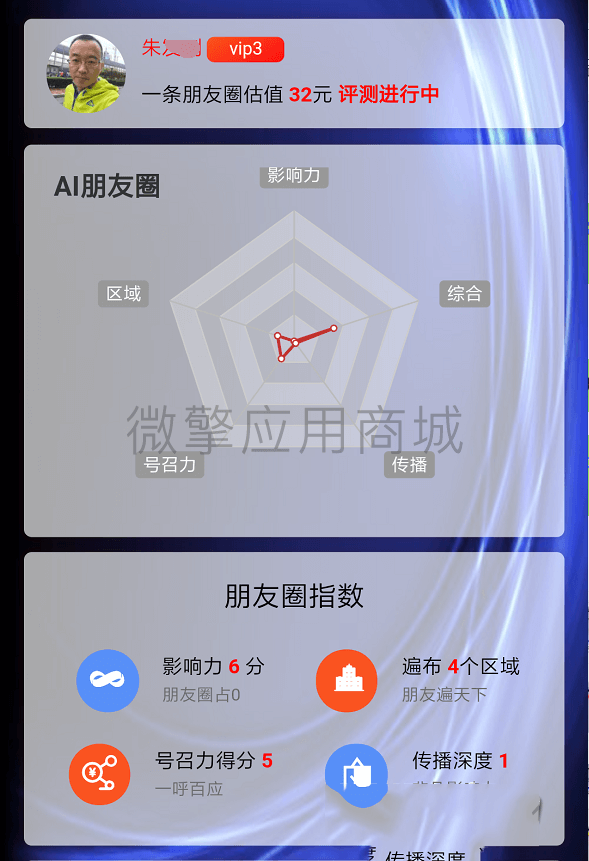 朱
vip3
一条朋友圈估值 32元 评测进行中
AI朋友圈
影响力
区域
综合
微擎应用商城
号召力
传播
朋友圈指数
影响力 6 分
朋友圈占0
遍布 4个区域
朋友遍天下
号召力得分 5
一呼百应
传播深度 1
传播深度